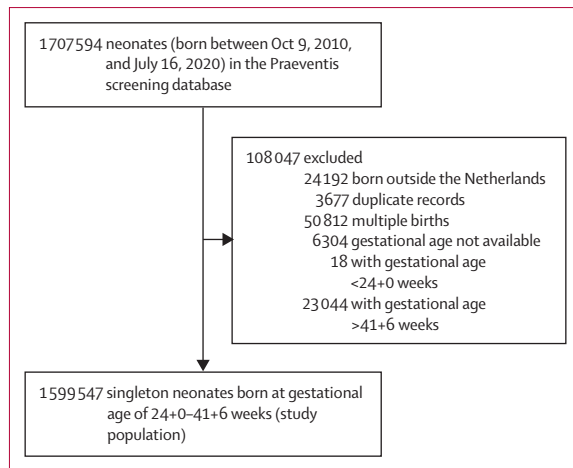 1707594 neonates (born between Oct 9, 2010,
and July 16, 2020) in the Praeventis
screening database
108047 excluded
24192 born outside the Netherlands
3677 duplicate records
50812 multiple births
6304 gestational age not available
18 with gestational age
<24+0 weeks
23044 with gestational age
>41+6 weeks
1599547 singleton neonates born at gestational
age of 24+0–41+6 weeks (study
population)